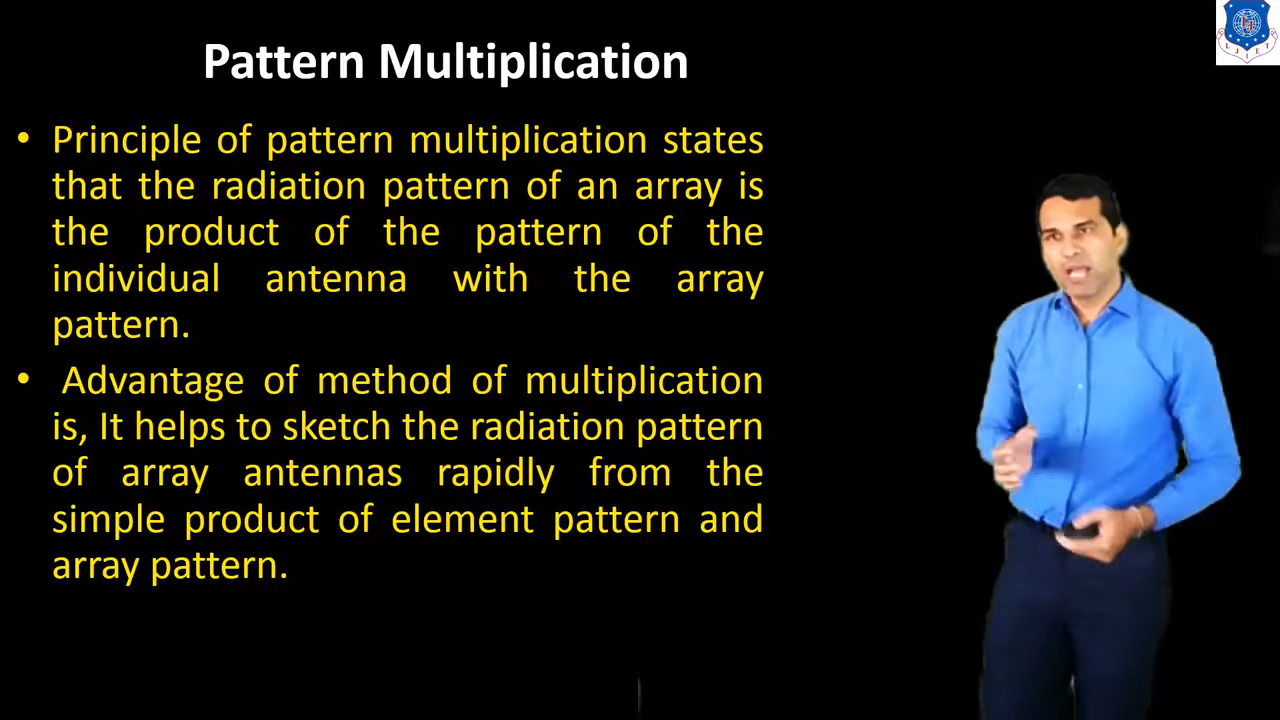 Pattern Multiplication
• Principle of pattern multiplication states
that the radiation pattern of an array is
the product of the pattern of the
individual antenna with the array
pattern.
• Advantage of method of multiplication
is, It helps to sketch the radiation pattern
of array antennas rapidly from the
simple product of element pattern and
array pattern.
L J I E T